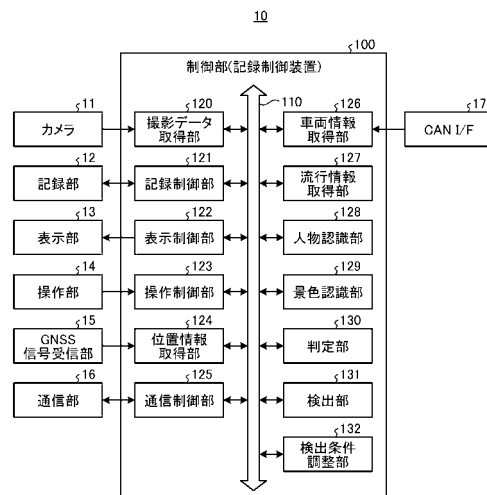 10
100
制御部(記録制御装置)
110
11
カメラ
120
撮影データ
取得部
126
車両情報
取得部
17
CAN I/F
12
記録部
121
記録制御部
127
流行情報
取得部
13
表示部
122
表示制御部
128
人物認識部
14
操作部
123
操作制御部
129
景色認識部
15
GNSS
信号受信部
124
位置情報
取得部
130
判定部
16
通信部
125
通信制御部
131
検出部
132
検出条件
調整部